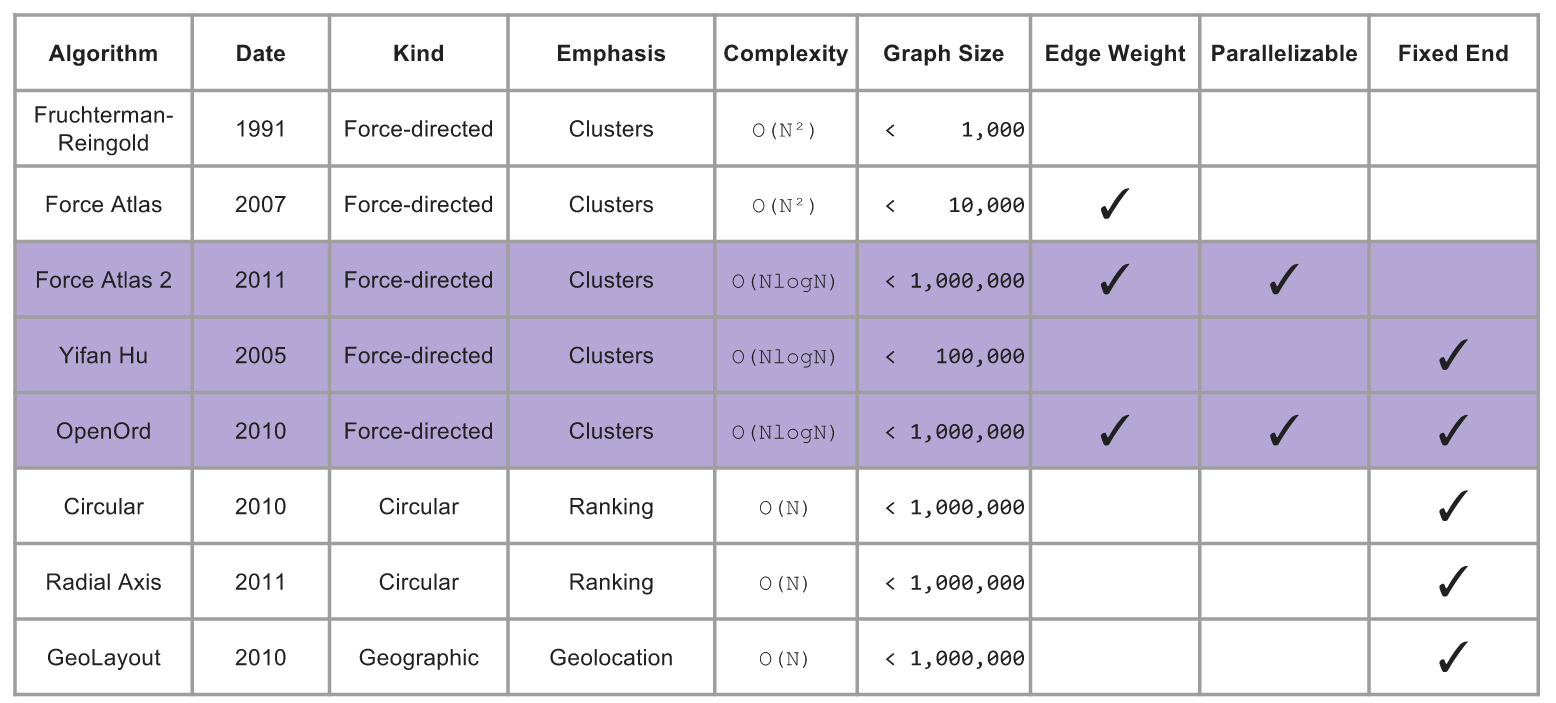 Algorithm Date Kind Emphasis Complexity Graph Size Edge Weight Parallelizable Fixed End
Fruchterman-
Reingold 1991 Force-directed Clusters O(N²) < 1,000
Force Atlas 2007 Force-directed Clusters O(N²) < 10,000 ✓
Force Atlas 2 2011 Force-directed Clusters O(NlogN) < 1,000,000 ✓ ✓
Yifan Hu 2005 Force-directed Clusters O(NlogN) < 100,000 ✓
OpenOrd 2010 Force-directed Clusters O(NlogN) < 1,000,000 ✓ ✓ ✓
Circular 2010 Circular Ranking O(N) < 1,000,000 ✓
Radial Axis 2011 Circular Ranking O(N) < 1,000,000 ✓
GeoLayout 2010 Geographic Geolocation O(N) < 1,000,000 ✓